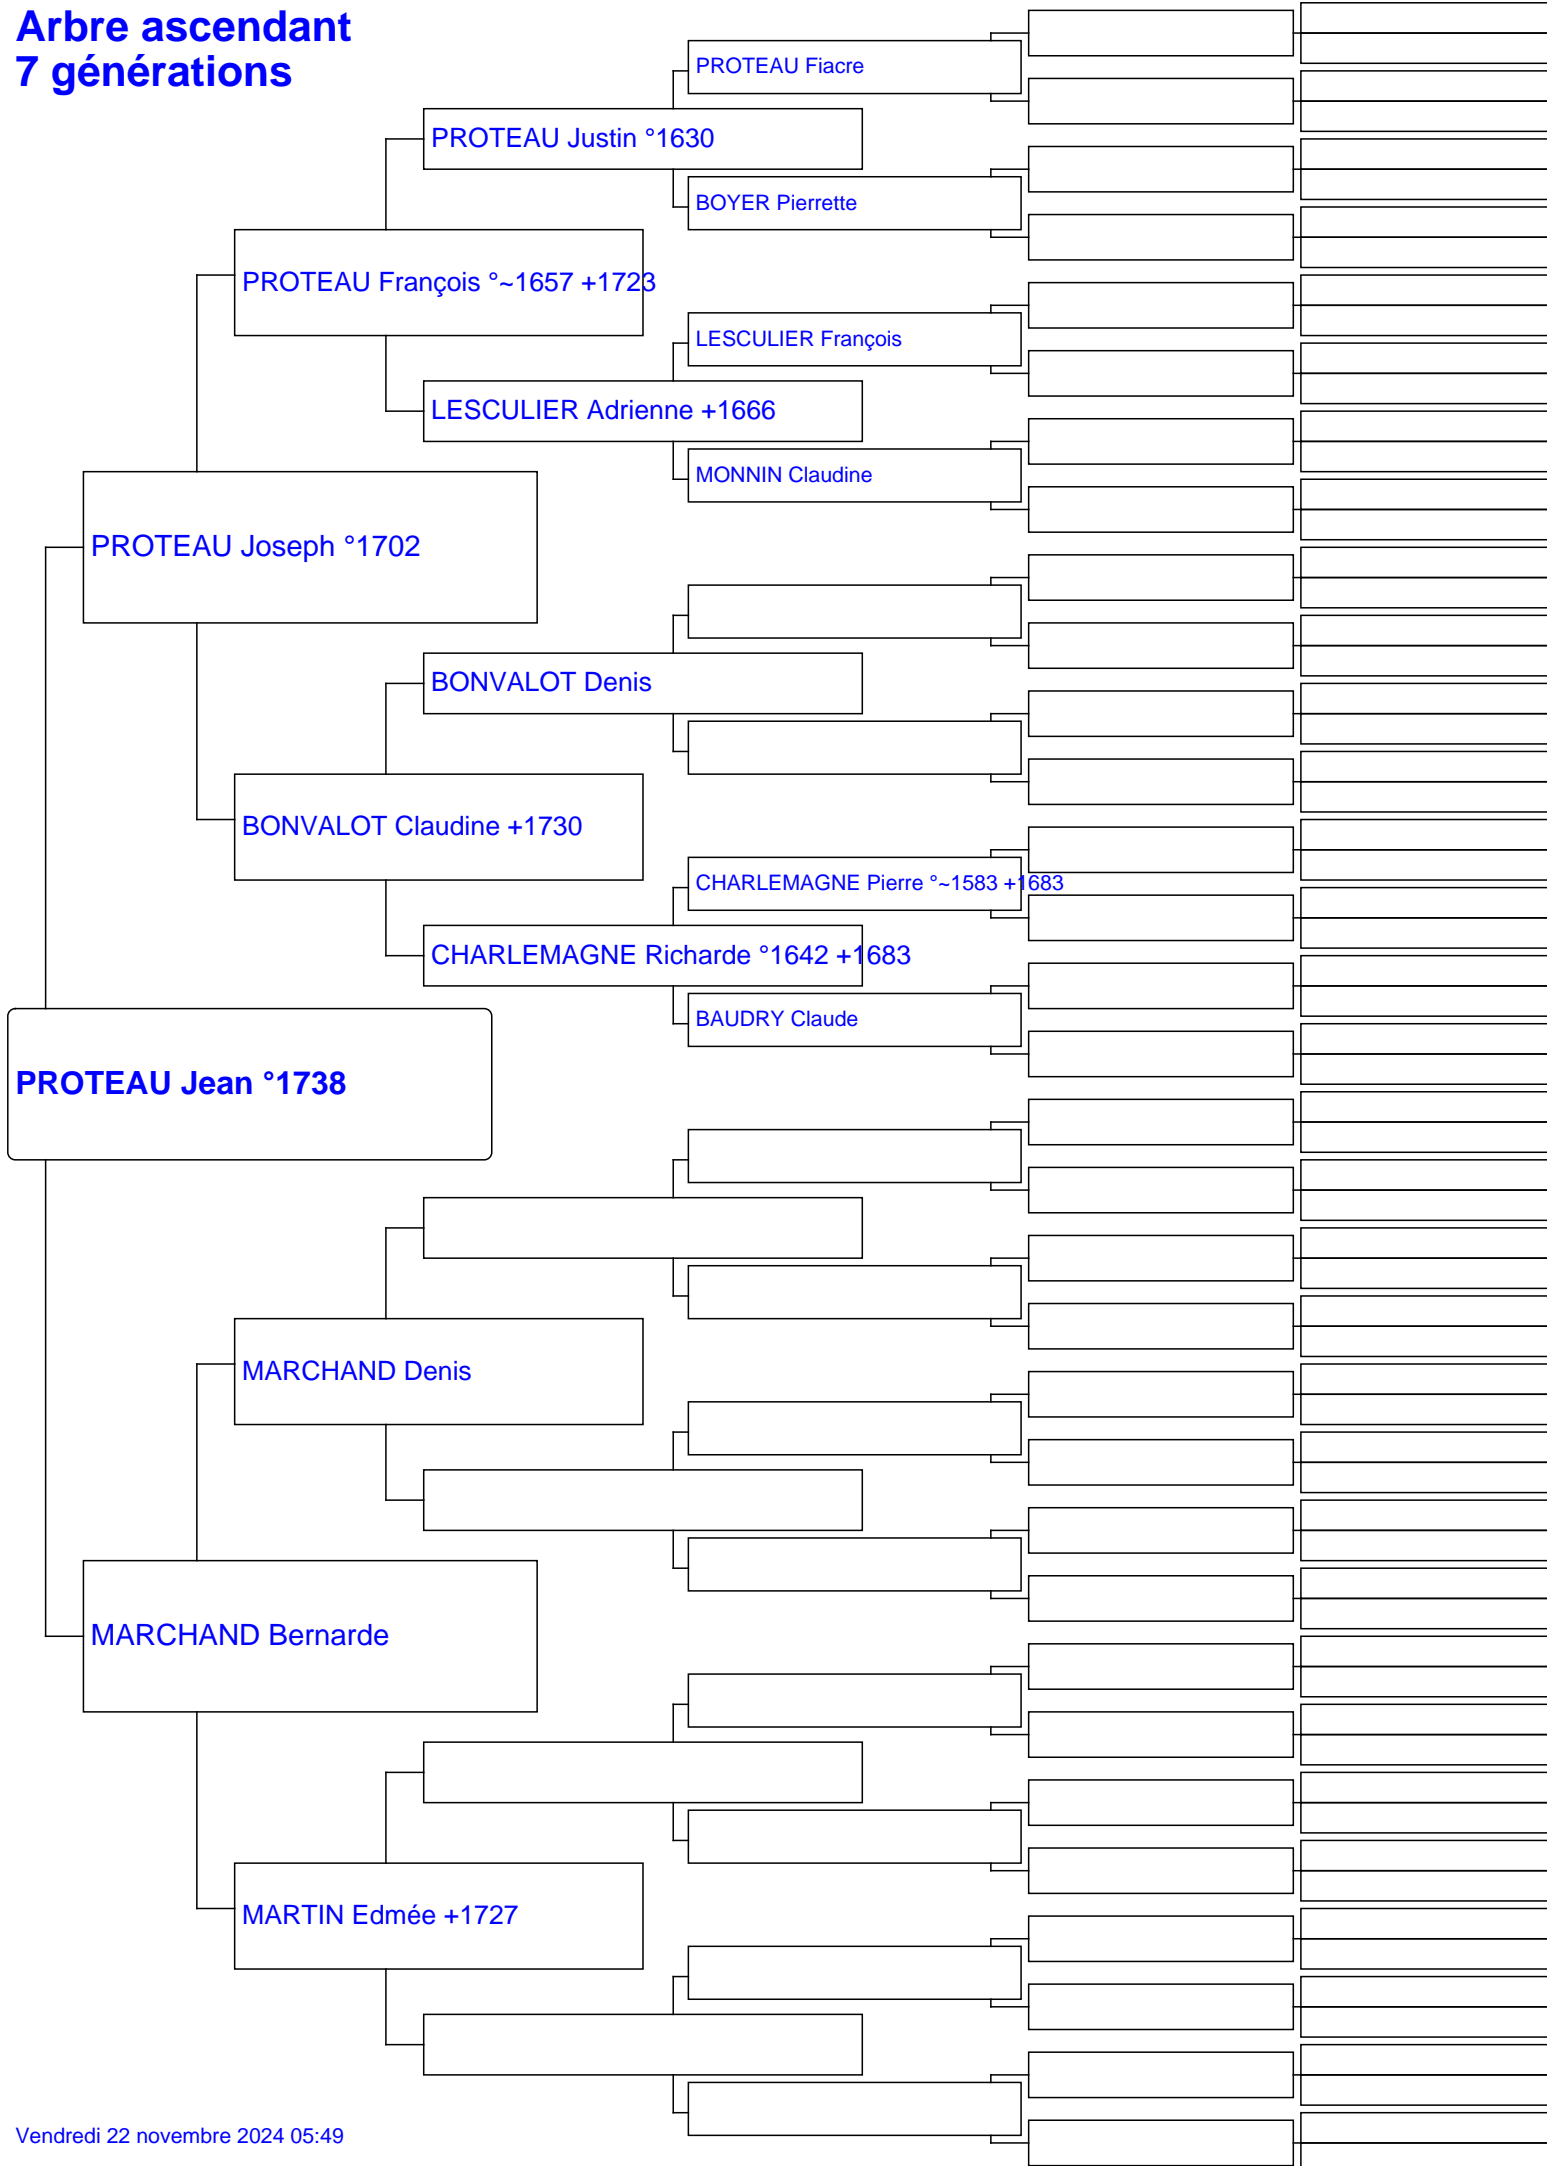 Arbre ascendant
7 générations
PROTEAU Fiacre
PROTEAU Justin °1630
BOYER Pierrette
PROTEAU François °~1657 +1723
LESCULIER François
LESCULIER Adrienne +1666
MONNIN Claudine
PROTEAU Joseph °1702
BONVALOT Denis
BONVALOT Claudine +1730
CHARLEMAGNE Pierre °~1583 +1683
CHARLEMAGNE Richarde °1642 +1683
BAUDRY Claude
PROTEAU Jean °1738
MARCHAND Denis
MARCHAND Bernarde
MARTIN Edmée +1727
Vendredi 22 novembre 2024 05:49